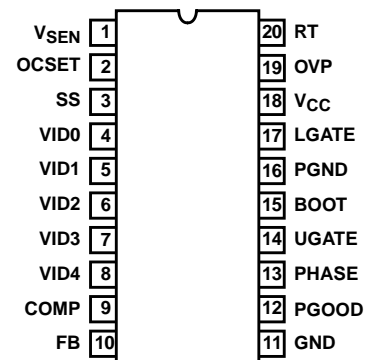 VSEN 1 20 RT
OCSET 2 19 OVP
SS 3 18 VCC
VID0 4 17 LGATE
VID1 5 16 PGND
VID2 6 15 BOOT
VID3 7 14 UGATE
VID4 8 13 PHASE
COMP 9 12 PGOOD
FB 10 11 GND